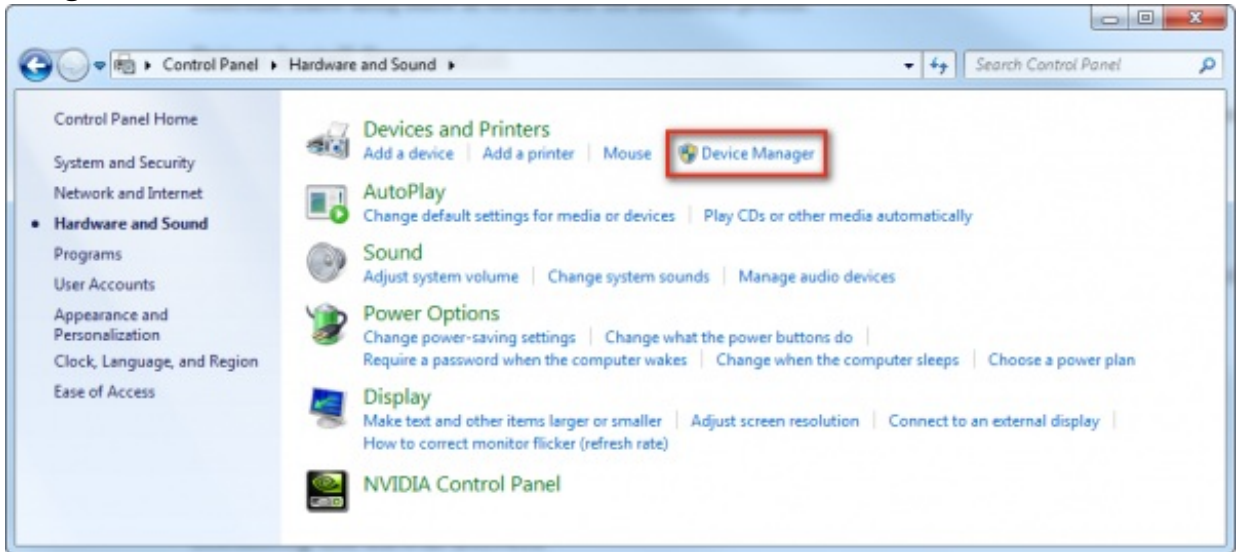 Control Panel Hardware and Sound
Search Control Panel
Control Panel Home
System and Security
Network and Internet
Hardware and Sound
Programs
User Accounts
Appearance and
Personalization
Clock, Language, and Region
Ease of Access
Devices and Printers
Add a device Add a printer Mouse Device Manager
AutoPlay
Change default settings for media or devices Play CDs or other media automatically
Sound
Adjust system volume Change system sounds Manage audio devices
Power Options
Change power-saving settings Change what the power buttons do
Require a password when the computer wakes Change when the computer sleeps Choose a power plan
Display
Make text and other items larger or smaller Adjust screen resolution Connect to an external display
How to correct monitor flicker (refresh rate)
NVIDIA Control Panel